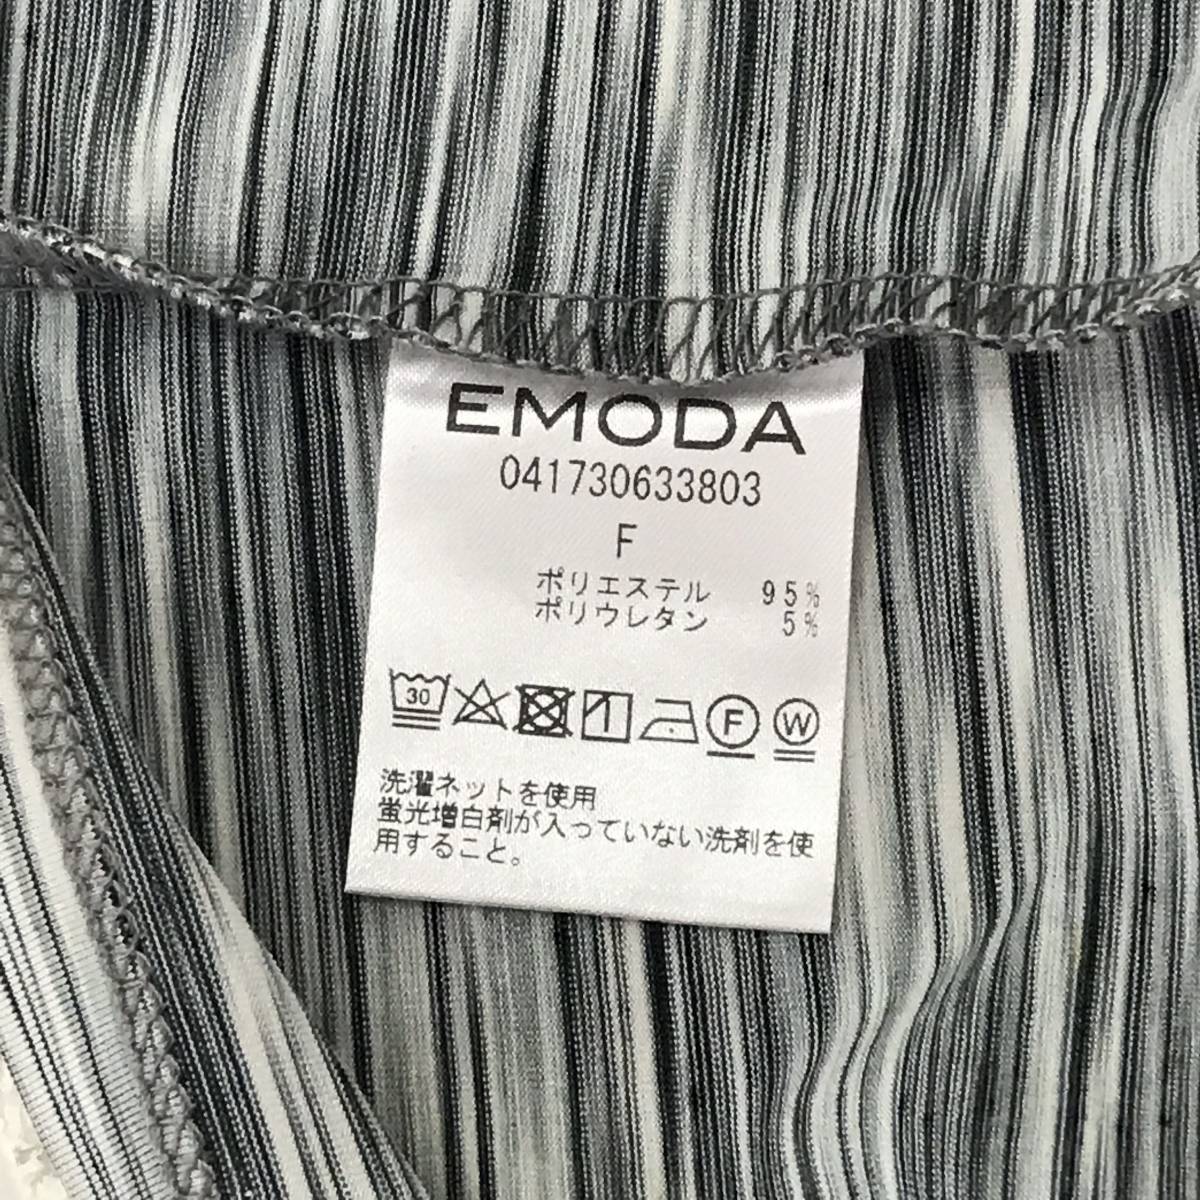 EMODA
041730633803
F
ポリエステル 95%
ポリウレタン 5%
30 F W
洗濯ネットを使用
蛍光増白剤が入っていない洗剤を使
用すること。